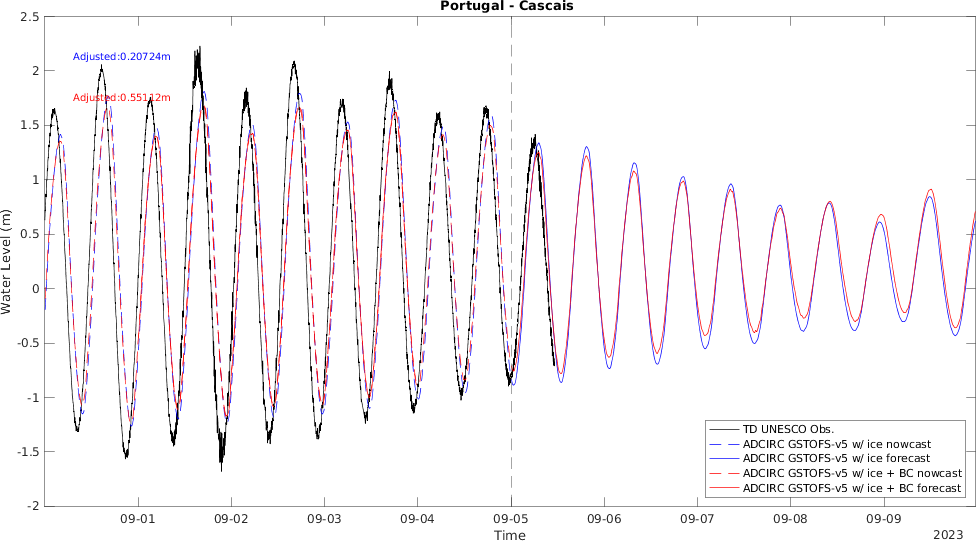 Portugal - Cascais
2.5
2
1.5
1
0.5
0
-0.5
-1
-1.5
-2
Water Level (m)
Adjusted:0.20724m
Adjusted:0.55112m
TD UNESCO Obs.
ADCIRC GSTOFS-v5 w/ ice nowcast
ADCIRC GSTOFS-v5 w/ ice forecast
ADCIRC GSTOFS-v5 w/ ice + BC nowcast
ADCIRC GSTOFS-v5 w/ ice + BC forecast
09-01 09-02 09-03 09-04 09-05 09-06 09-07 09-08 09-09
Time
2023